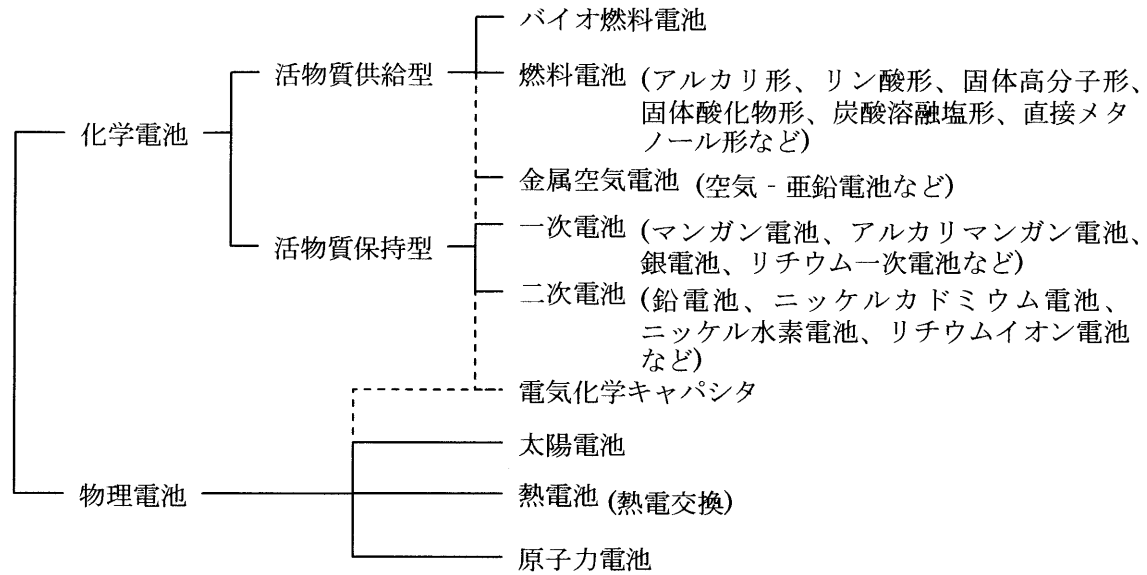 バイオ燃料電池
活物質供給型
燃料電池 (アルカリ形、リン酸形、固体高分子形、
固体酸化物形、炭酸溶融塩形、直接メタ
ノール形など)
化学電池
金属空気電池 (空気‐亜鉛電池など)
活物質保持型
一次電池 (マンガン電池、アルカリマンガン電池、
銀電池、リチウム一次電池など)
二次電池 (鉛電池、ニッケルカドミウム電池、
ニッケル水素電池、リチウムイオン電池
など)
電気化学キャパシタ
太陽電池
物理電池
熱電池 (熱電交換)
原子力電池